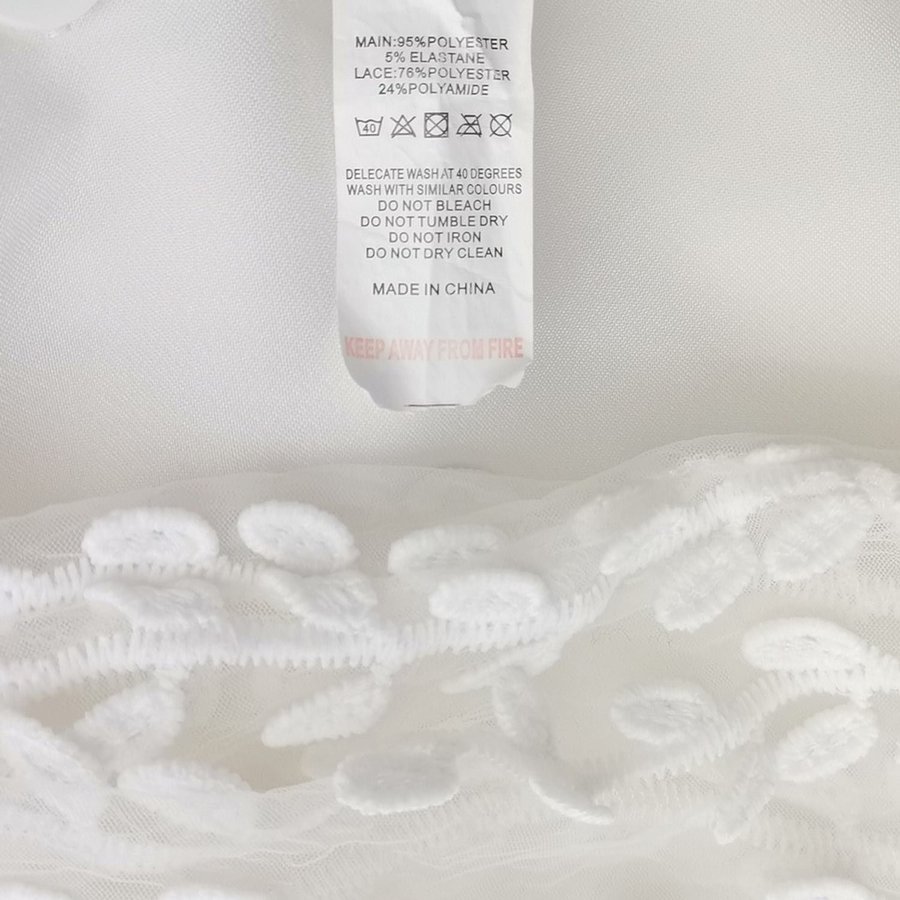 MAIN:95%POLYESTER
5% ELASTANE
LACE:76%POLYESTER
24%POLYAMIDE
40
DELECATE WASH AT 40 DEGREES
WASH WITH SIMILAR COLOURS
DO NOT BLEACH
DO NOT TUMBLE DRY
DO NOT IRON
DO NOT DRY CLEAN
MADE IN CHINA
KEEP AWAY FROM FIRE